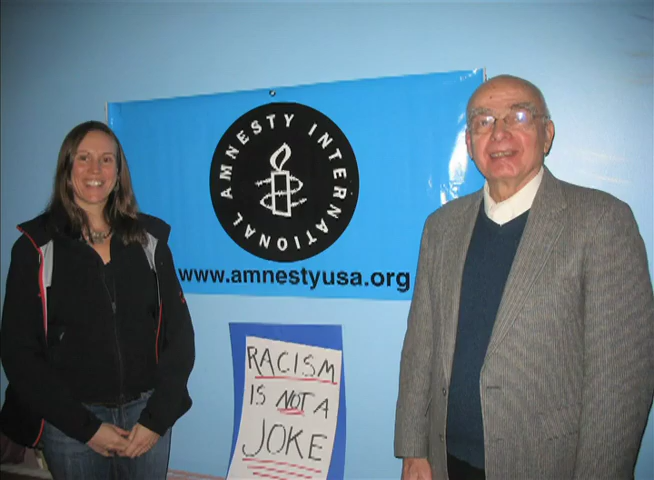 AMNESTY INTERNATIONAL
www.amnestyusa.org
RACISM
IS NOT A
JOKE